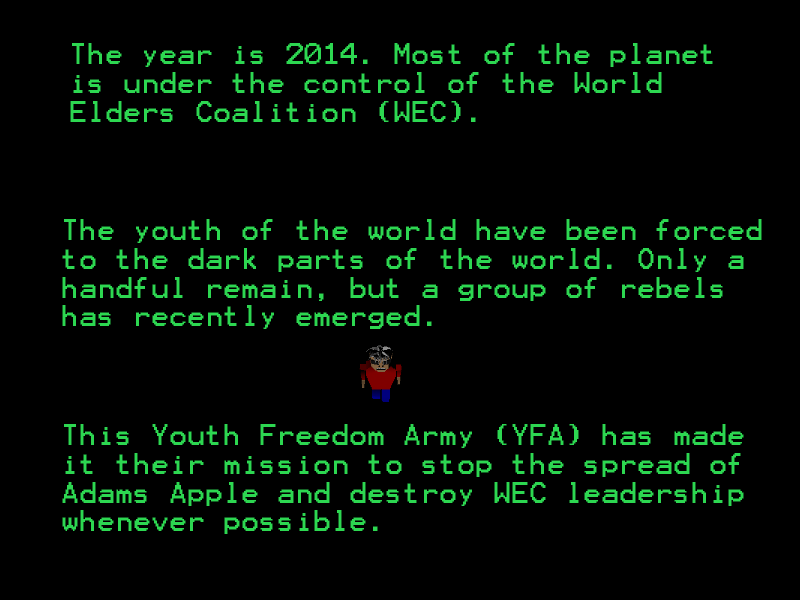 The year is 2014. Most of the planet
is under the control of the World
Elders Coalition (WEC).
The youth of the world have been forced
to the dark parts of the world. Only a
handful remain, but a group of rebels
has recently emerged.
This Youth Freedom Army (YFA) has made
it their mission to stop the spread of
Adams Apple and destroy WEC leadership
whenever possible.